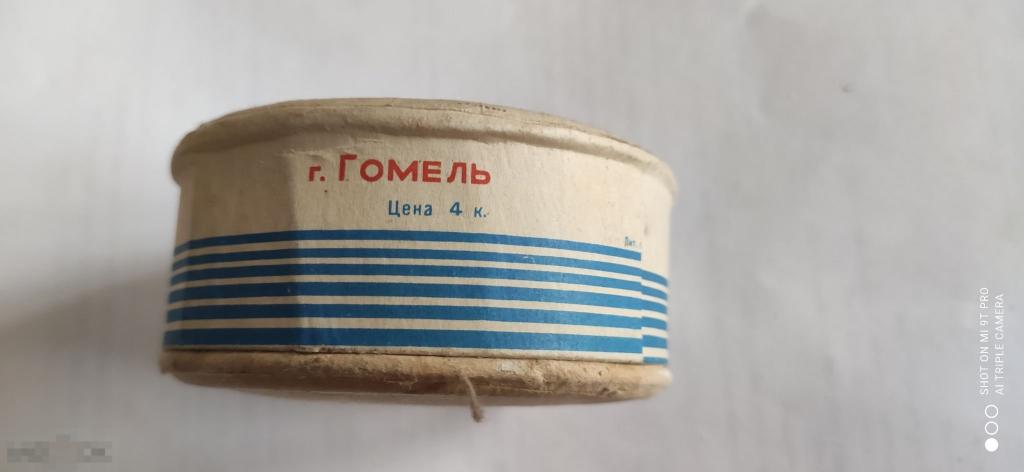 г. ГОМЕЛЬ
Цена 4 к.
SHOT ON MI 9T PRO
AI TRIPLE CAMERA